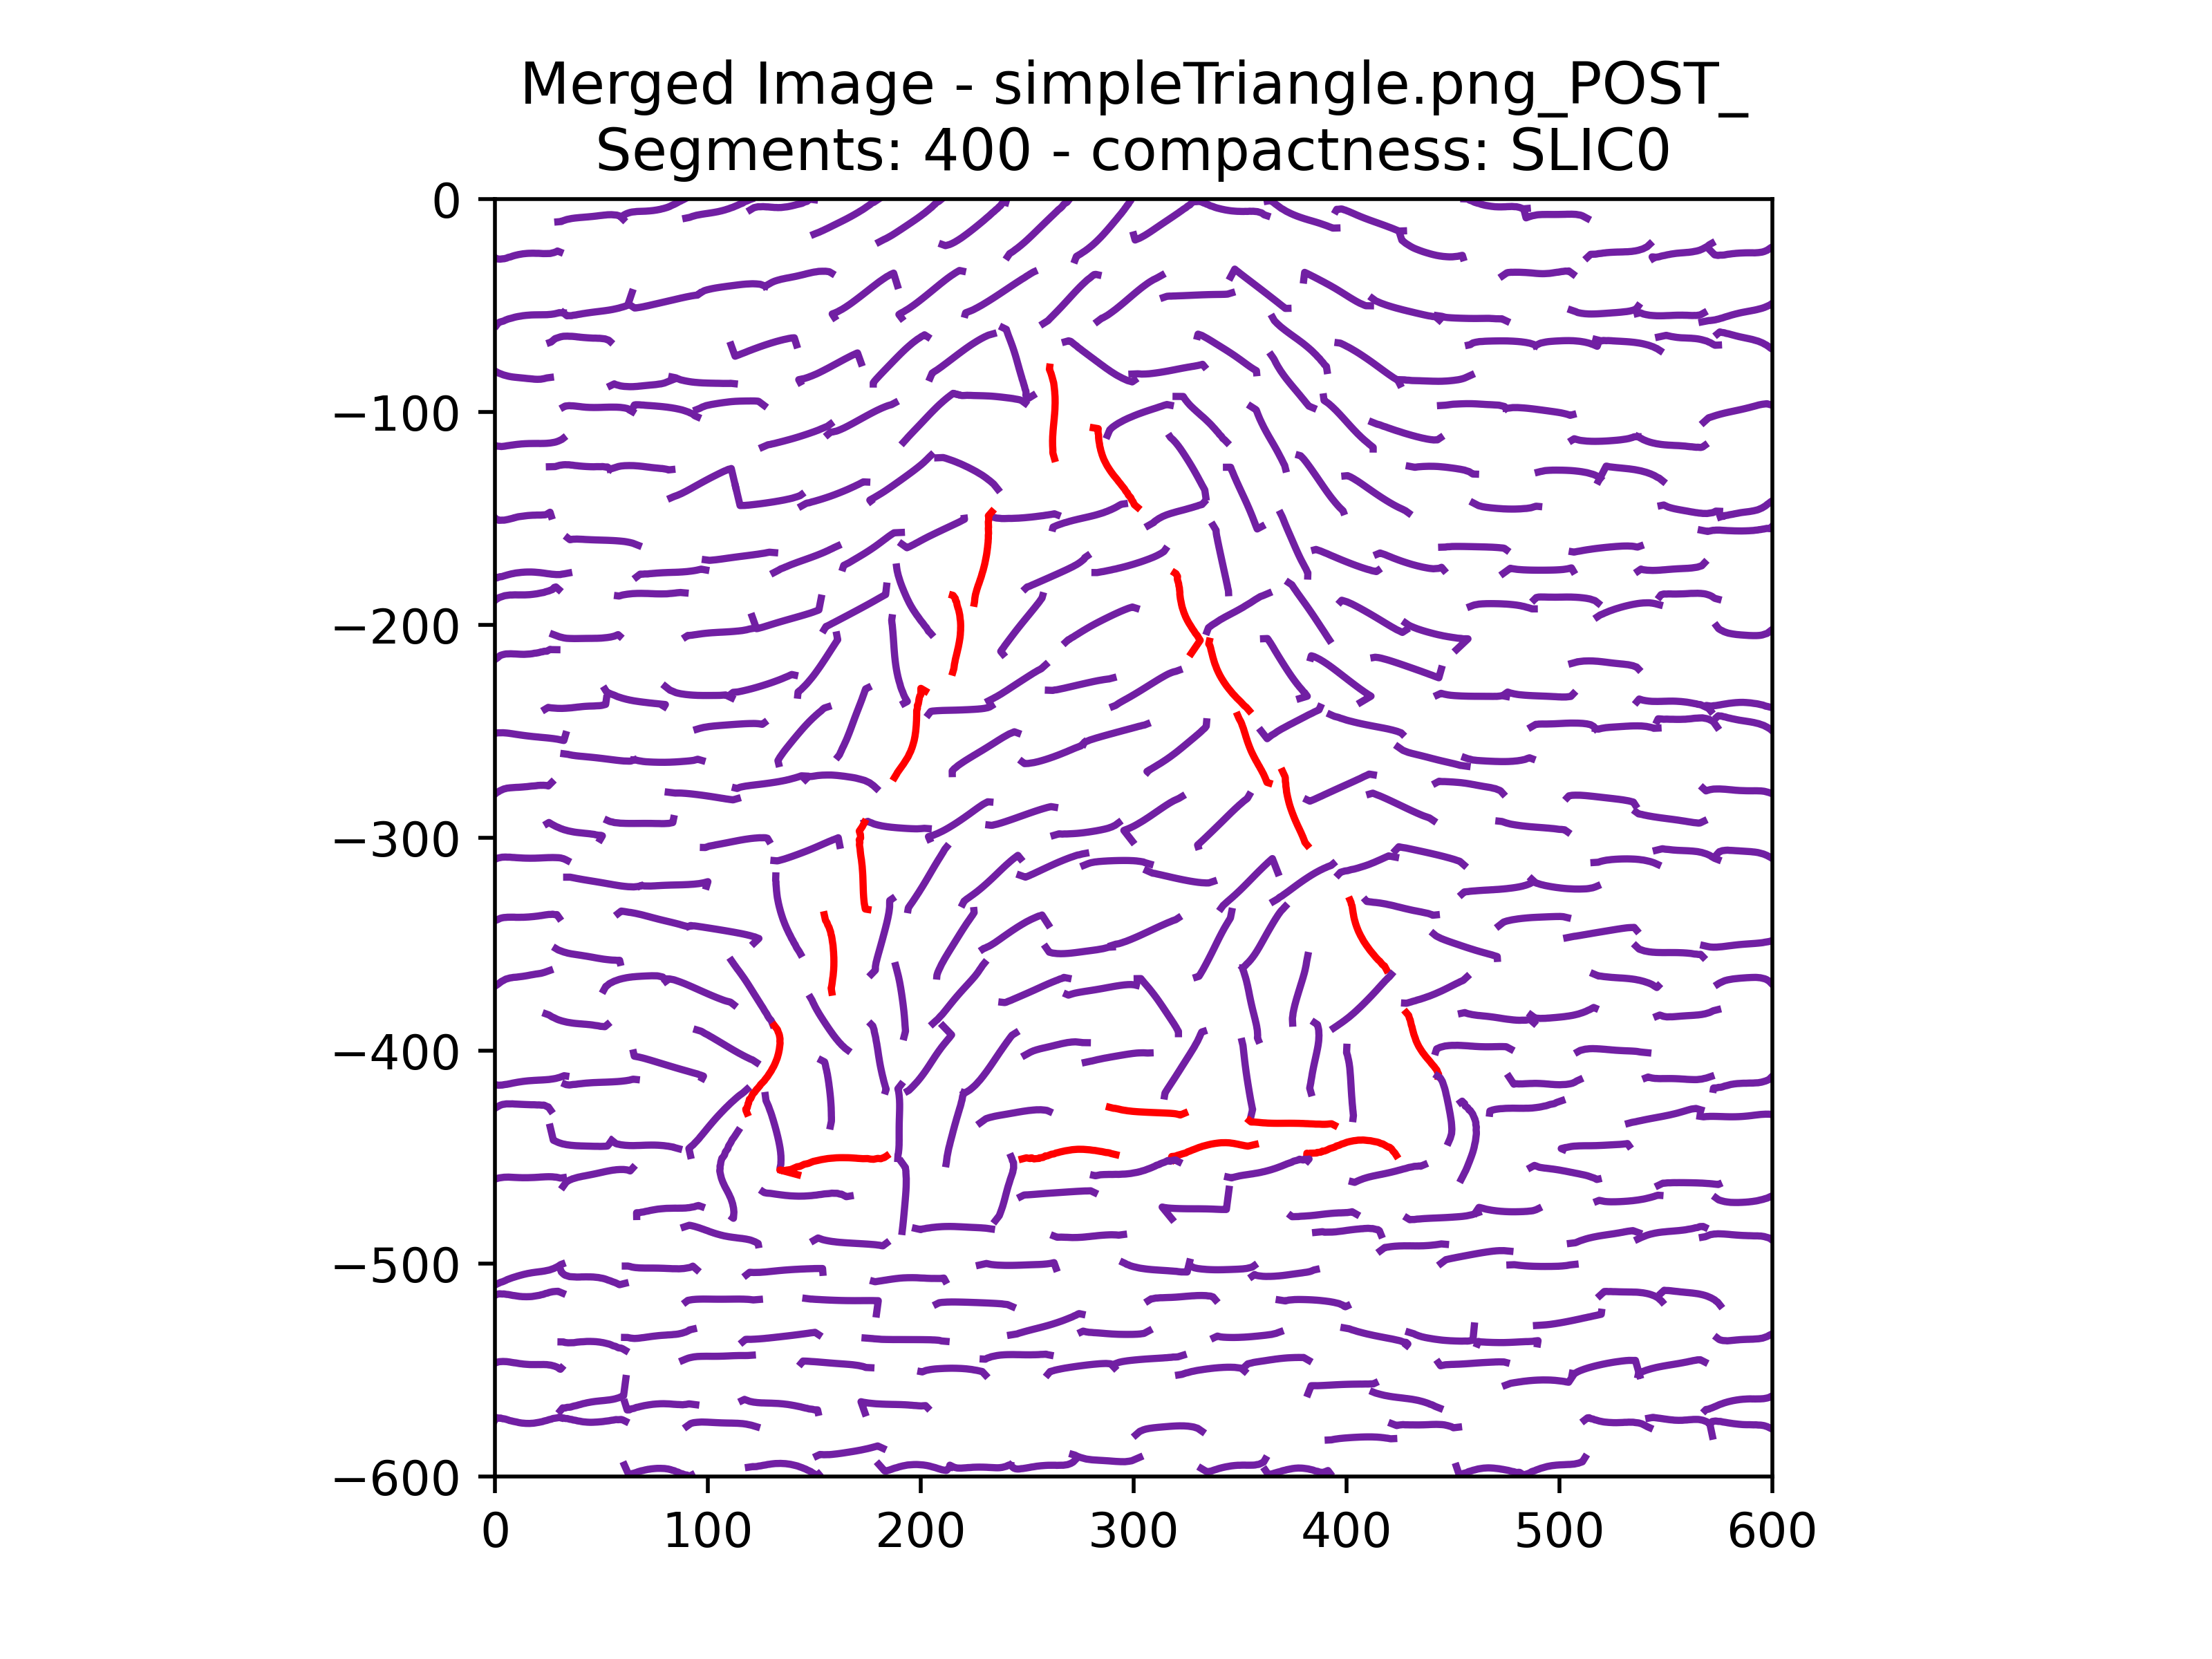 Merged Image - simpleTriangle.png_POST_
Segments: 400 - compactness: SLIC0
0
−100
−200
−300
−400
−500
−600
0 100 200 300 400 500 600